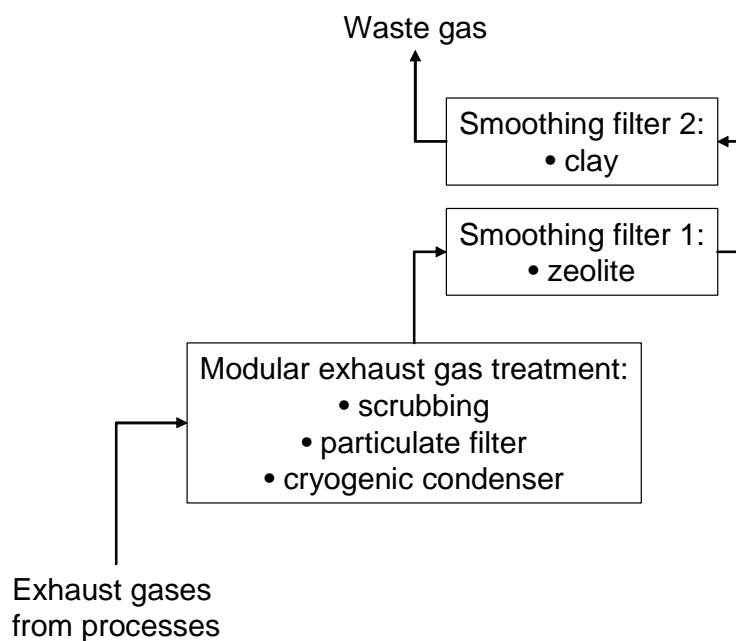 Waste gas
Smoothing filter 2:
• clay
Smoothing filter 1:
• zeolite
Modular exhaust gas treatment:
• scrubbing
• particulate filter
• cryogenic condenser
Exhaust gases
from processes